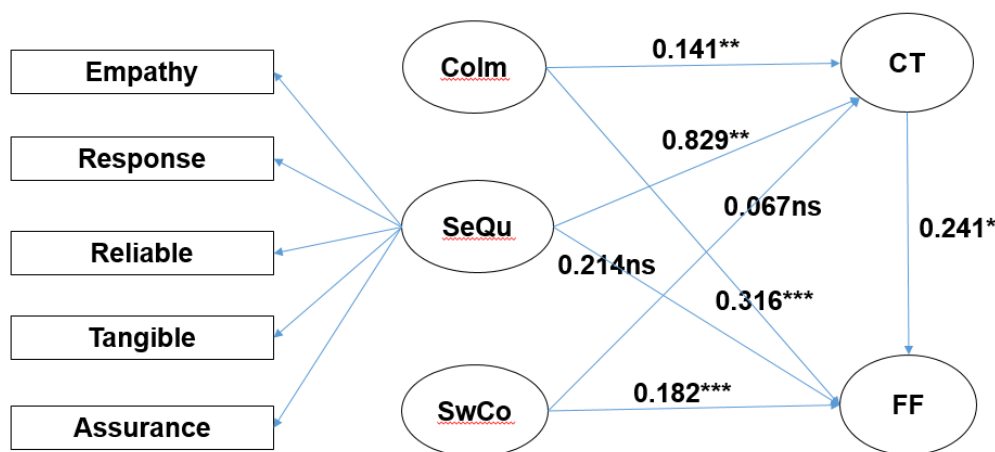 Empathy
Response
Reliable
Tangible
Assurance
CoIm
SeQu
SwCo
CT
FF
0.141**
0.829**
0.067ns
0.214ns
0.316***
0.182***
0.241*